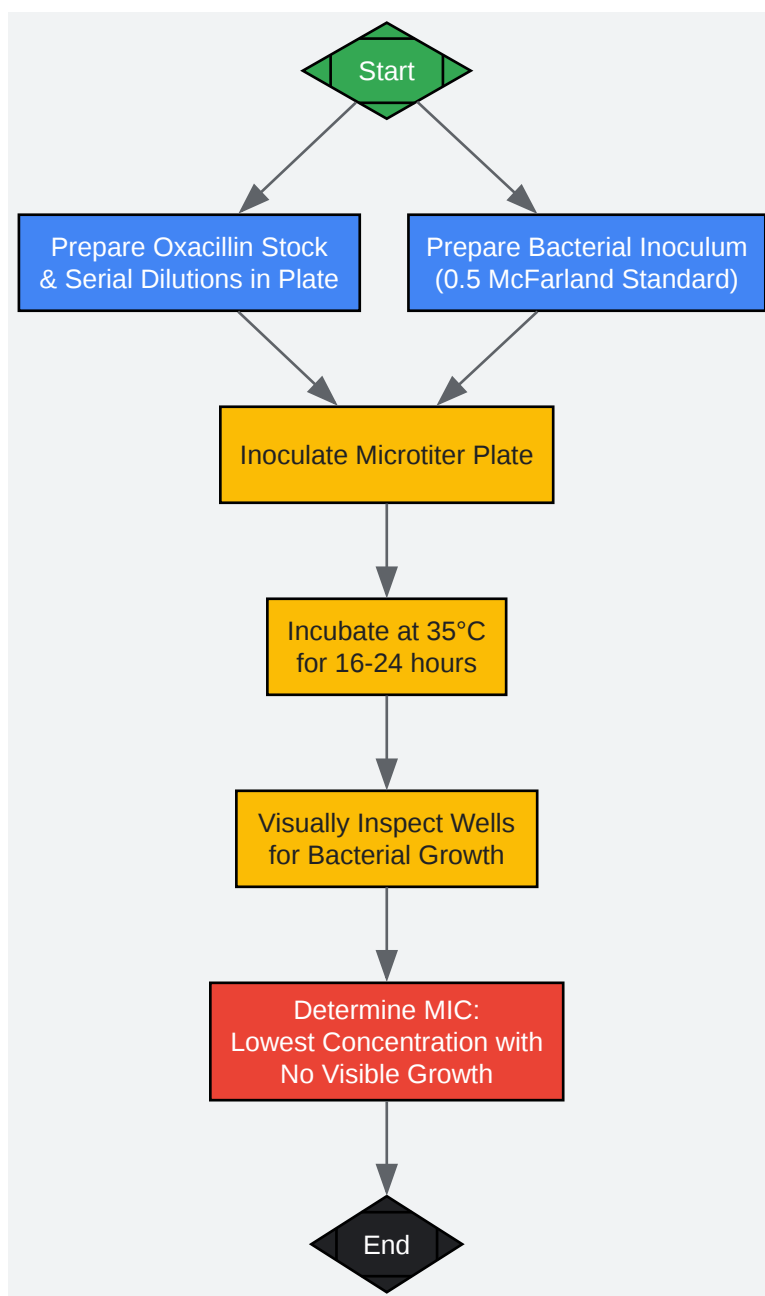 Start
Prepare Oxacillin Stock
& Serial Dilutions in Plate
Prepare Bacterial Inoculum
(0.5 McFarland Standard)
Inoculate Microtiter Plate
Incubate at 35°C
for 16-24 hours
Visually Inspect Wells
for Bacterial Growth
Determine MIC:
Lowest Concentration with
No Visible Growth
End